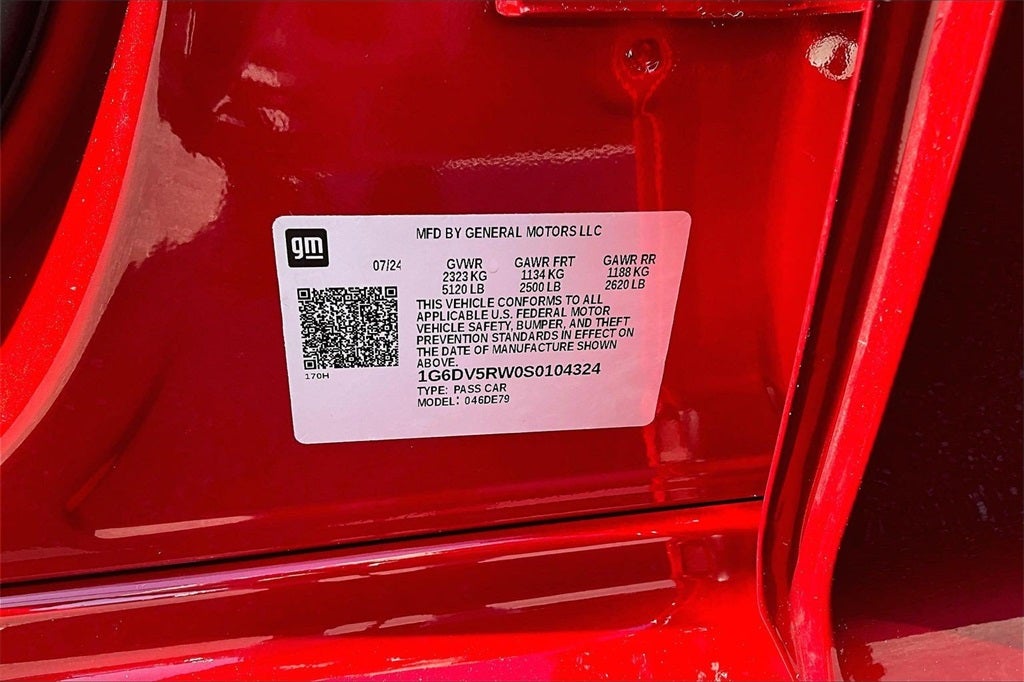 gm
MFD BY GENERAL MOTORS LLC
07/24
GVWR GAWR FRT GAWR RR
2323 KG 1134 KG 1188 KG
5120 LB 2500 LB 2620 LB
THIS VEHICLE CONFORMS TO ALL
APPLICABLE U.S. FEDERAL MOTOR
VEHICLE SAFETY, BUMPER, AND THEFT
PREVENTION STANDARDS IN EFFECT ON
THE DATE OF MANUFACTURE SHOWN
ABOVE.
170H
1G6DV5RW0S0104324
TYPE: PASS CAR
MODEL: 046DE79